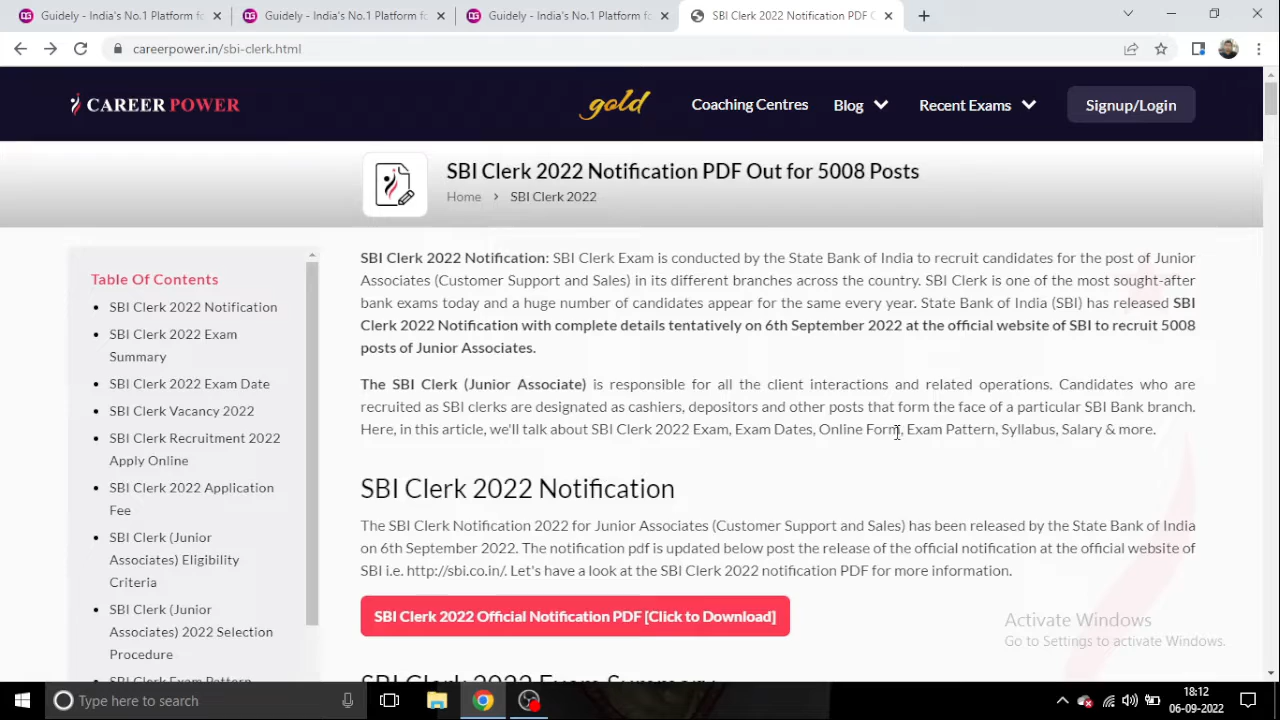 Guidely - India's No.1 Platform fo
Guidely - India's No.1 Platform for
Guidely - India's No.1 Platform for
SBI Clerk 2022 Notification PDF O
careerpower.in/sbi-clerk.html
CAREER POWER
gold
Coaching Centres
Blog
Recent Exams
Signup/Login
SBI Clerk 2022 Notification PDF Out for 5008 Posts
Home > SBI Clerk 2022
Table Of Contents
SBI Clerk 2022 Notification
SBI Clerk 2022 Exam
Summary
SBI Clerk 2022 Exam Date
SBI Clerk Vacancy 2022
SBI Clerk Recruitment 2022
Apply Online
SBI Clerk 2022 Application
Fee
SBI Clerk (Junior
Associates) Eligibility
Criteria
SBI Clerk (Junior
Associates) 2022 Selection
Procedure
SBI Clerk Exam Pattern
SBI Clerk 2022 Notification: SBI Clerk Exam is conducted by the State Bank of India to recruit candidates for the post of Junior
Associates (Customer Support and Sales) in its different branches across the country. SBI Clerk is one of the most sought-after
bank exams today and a huge number of candidates appear for the same every year. State Bank of India (SBI) has released SBI
Clerk 2022 Notification with complete details tentatively on 6th September 2022 at the official website of SBI to recruit 5008
posts of Junior Associates.
The SBI Clerk (Junior Associate) is responsible for all the client interactions and related operations. Candidates who are
recruited as SBI clerks are designated as cashiers, depositors and other posts that form the face of a particular SBI Bank branch.
Here, in this article, we'll talk about SBI Clerk 2022 Exam, Exam Dates, Online Form, Exam Pattern, Syllabus, Salary & more.
SBI Clerk 2022 Notification
The SBI Clerk Notification 2022 for Junior Associates (Customer Support and Sales) has been released by the State Bank of India
on 6th September 2022. The notification pdf is updated below post the release of the official notification at the official website of
SBI i.e. http://sbi.co.in/. Let's have a look at the SBI Clerk 2022 notification PDF for more information.
SBI Clerk 2022 Official Notification PDF [Click to Download]
SBI Clerk 2022 Exam Summary
Activate Windows
Go to Settings to activate Windows.
Type here to search
18:12
06-09-2022